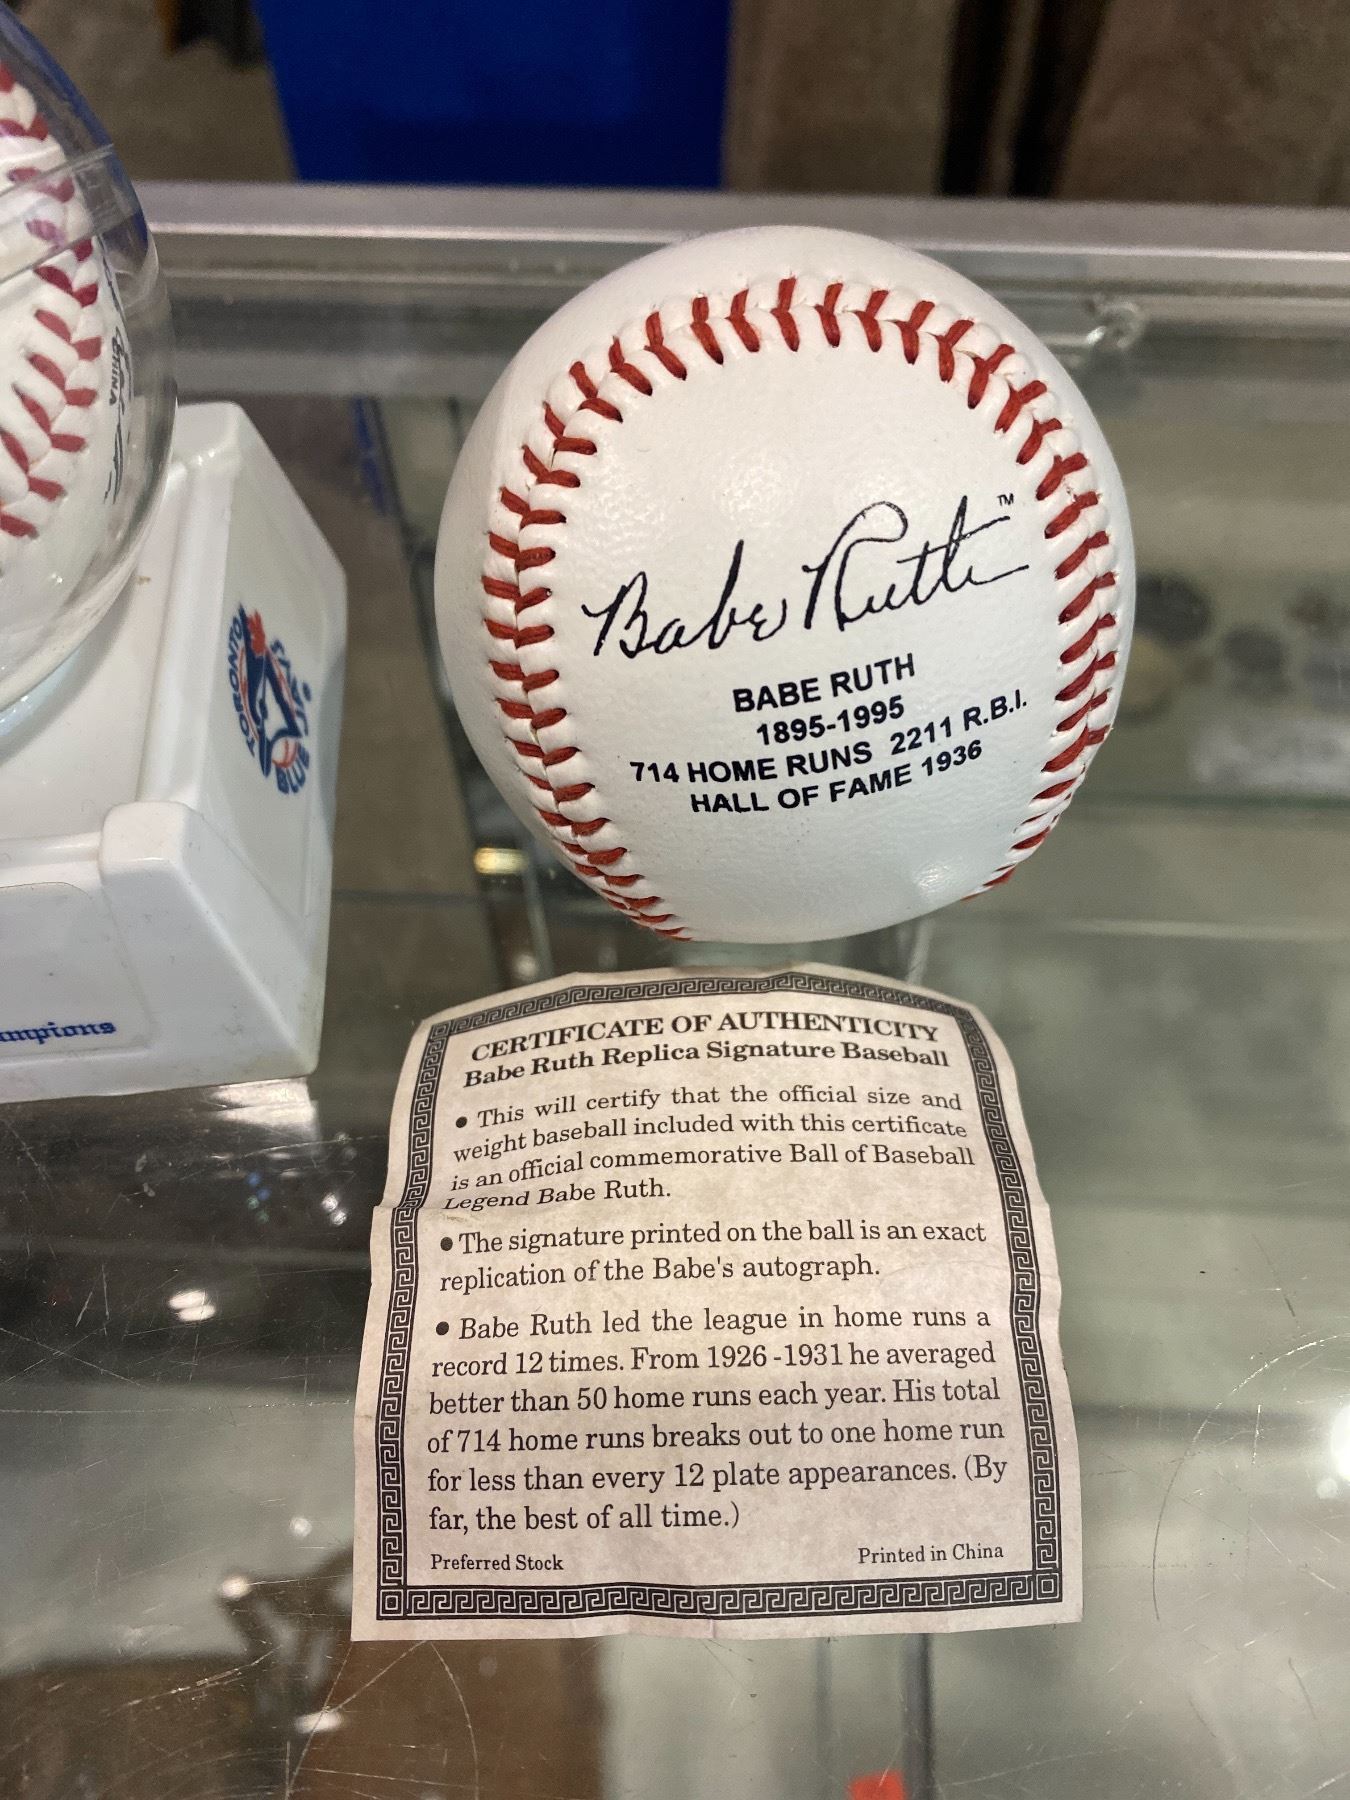 Babe Ruth™
BABE RUTH
1895-1995
714 HOME RUNS 2211 R.B.I.
HALL OF FAME 1936
CHINA
TORONTO
BLUE JAYS
CERTIFICATE OF AUTHENTICITY
Babe Ruth Replica Signature Baseball
● This will certify that the official size and
weight baseball included with this certificate
is an official commemorative Ball of Baseball
Legend Babe Ruth.
● The signature printed on the ball is an exact
replication of the Babe's autograph.
● Babe Ruth led the league in home runs a
record 12 times. From 1926 -1931 he averaged
better than 50 home runs each year. His total
of 714 home runs breaks out to one home run
for less than every 12 plate appearances. (By
far, the best of all time.)
Preferred Stock
Printed in China